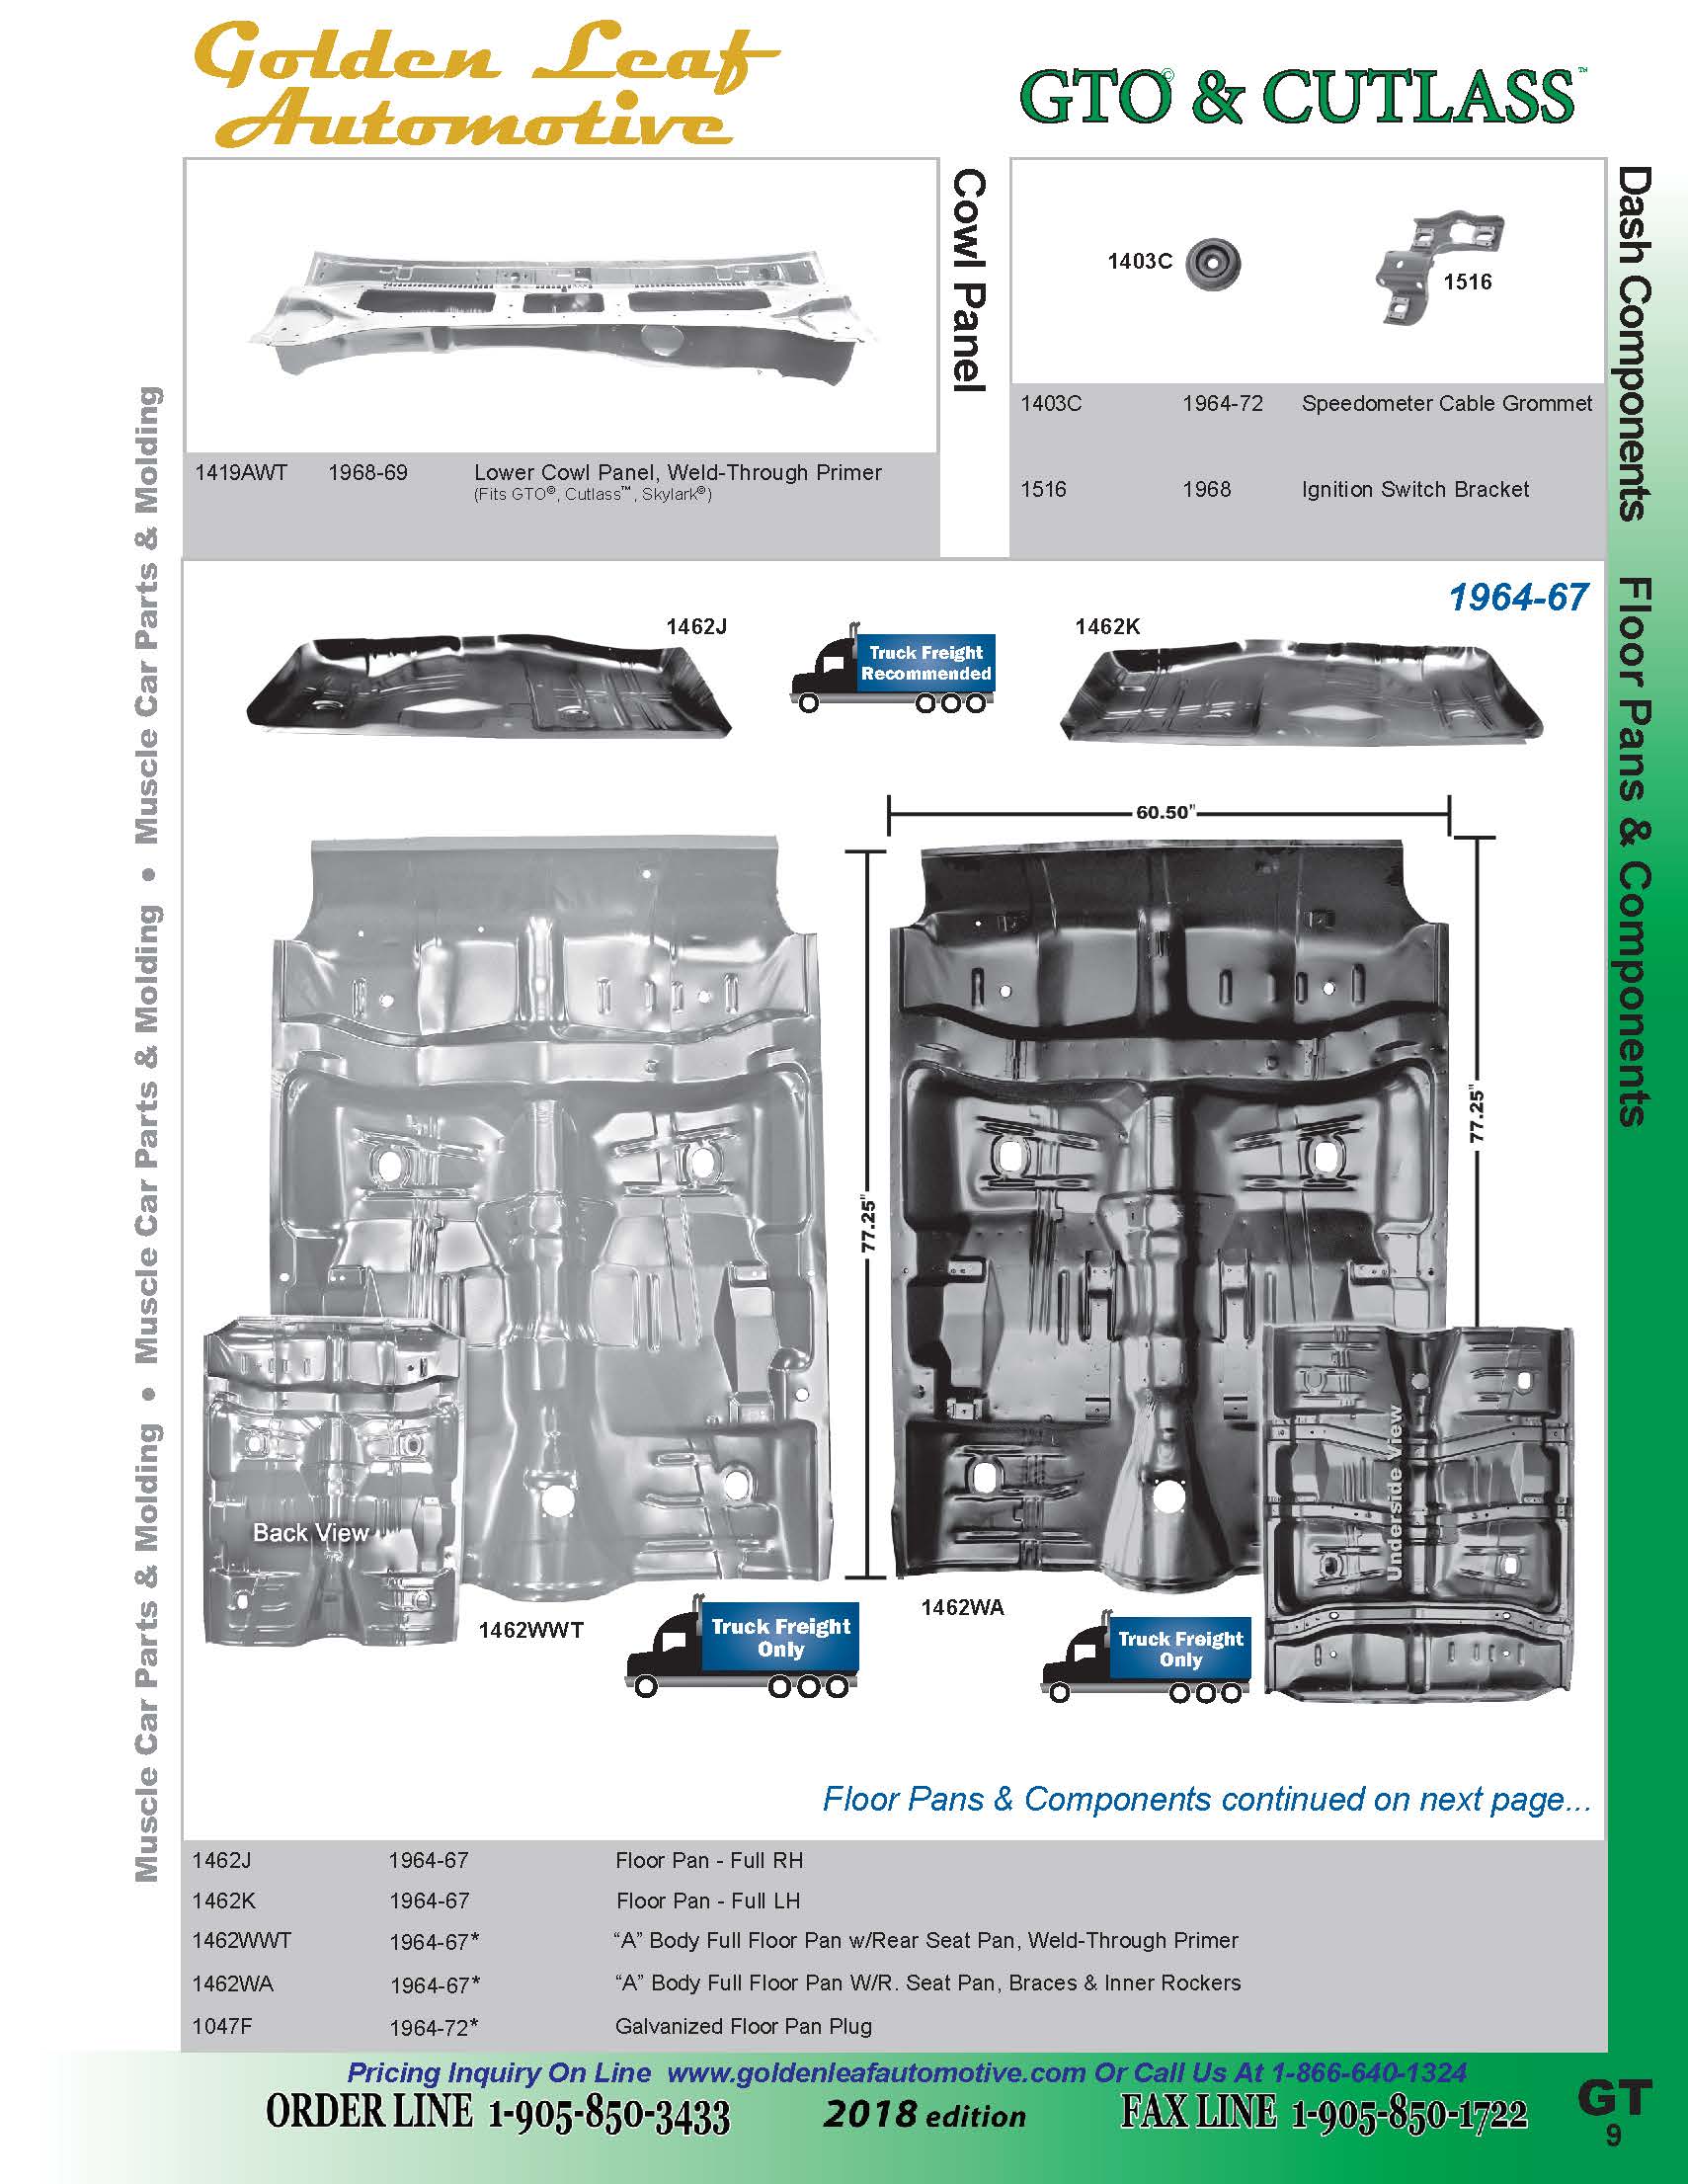 Golden Leaf
Automotive
GTO© & CUTLASS™
Cowl Panel
1419AWT 1968-69 Lower Cowl Panel, Weld-Through Primer
(Fits GTO®, Cutlass™, Skylark®)
Dash Components
1403C
1516
1403C 1964-72 Speedometer Cable Grommet
1516 1968 Ignition Switch Bracket
Floor Pans & Components
1964-67
1462J
Truck Freight
Recommended
1462K
60.50"
77.25"
77.25"
Back View
Underside View
1462WWT
Truck Freight
Only
1462WA
Truck Freight
Only
Floor Pans & Components continued on next page...
1462J 1964-67 Floor Pan - Full RH
1462K 1964-67 Floor Pan - Full LH
1462WWT 1964-67* “A” Body Full Floor Pan w/Rear Seat Pan, Weld-Through Primer
1462WA 1964-67* “A” Body Full Floor Pan W/R. Seat Pan, Braces & Inner Rockers
1047F 1964-72* Galvanized Floor Pan Plug
Muscle Car Parts & Molding • Muscle Car Parts & Molding • Muscle Car Parts & Molding
Pricing Inquiry On Line www.goldenleafautomotive.com Or Call Us At 1-866-640-1324
ORDER LINE 1-905-850-3433 2018 edition FAX LINE 1-905-850-1722
GT
9